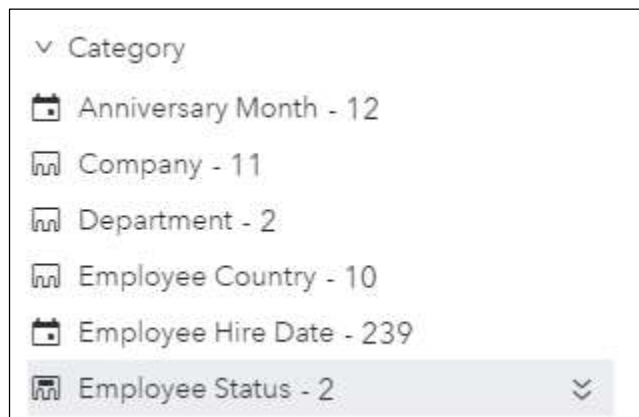 Category
Anniversary Month - 12
Company - 11
Department - 2
Employee Country - 10
Employee Hire Date - 239
Employee Status - 2